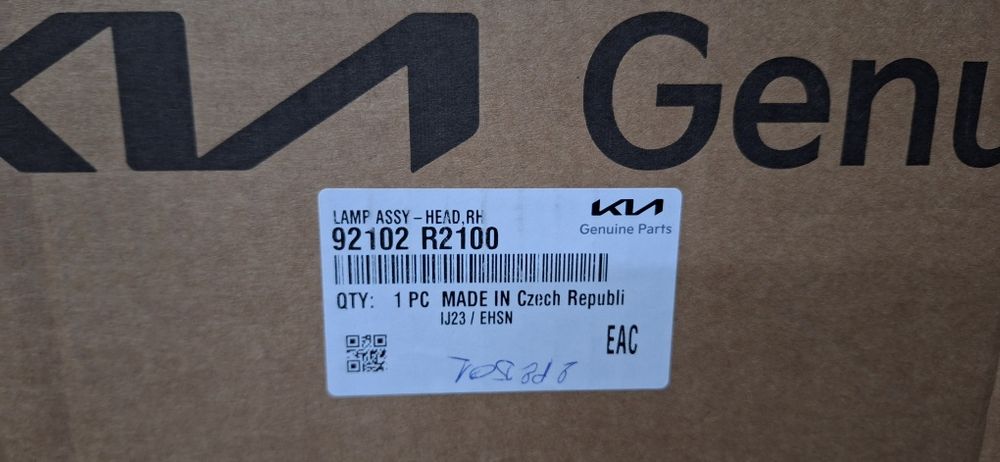 KIA Genu
LAMP ASSY – HEAD,RH
KIA
92102 R2100
Genuine Parts
QTY: 1 PC MADE IN Czech Republi
IJ23 / EHSN
EAC